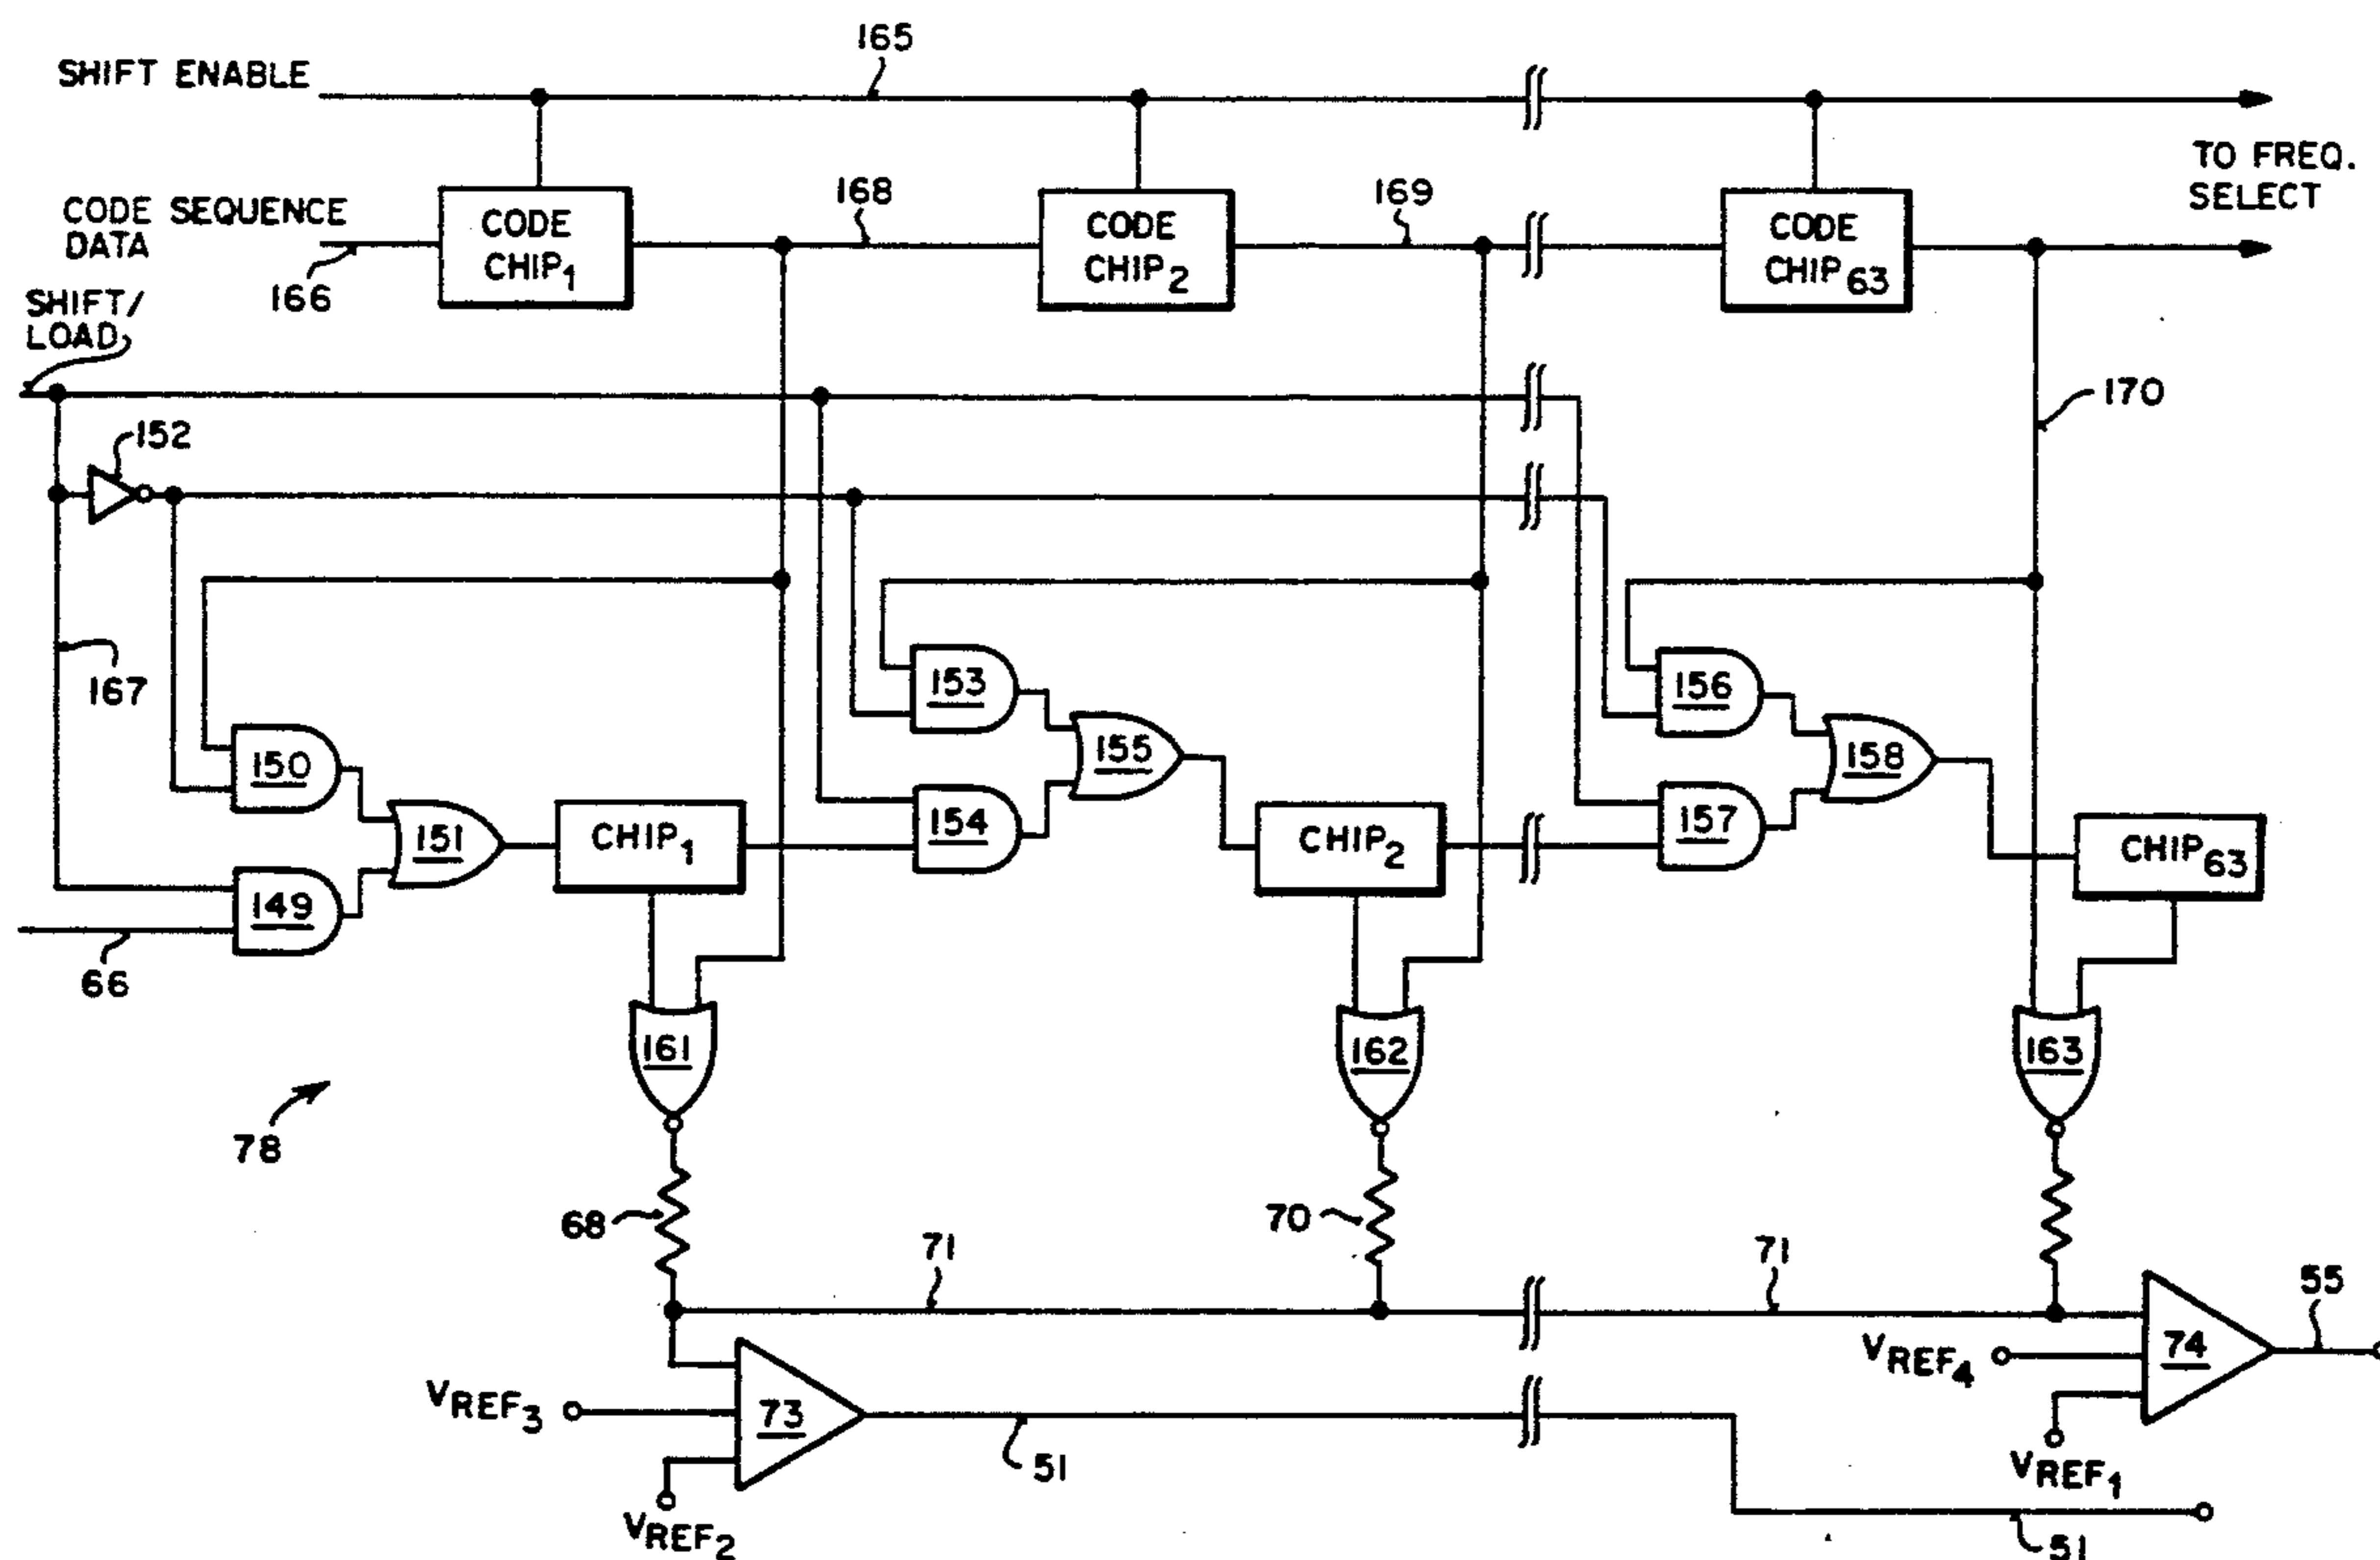 165
SHIFT ENABLE
TO FREQ.
SELECT
CODE SEQUENCE
DATA
166
CODE
CHIP1
168
CODE
CHIP2
169
CODE
CHIP63
SHIFT/
LOAD
170
152
167
150
149
151
66
CHIP1
153
154
155
CHIP2
156
157
158
CHIP63
161
162
163
78
68
70
71
71
55
VREF3
73
VREF2
51
VREF4
74
VREF1
51